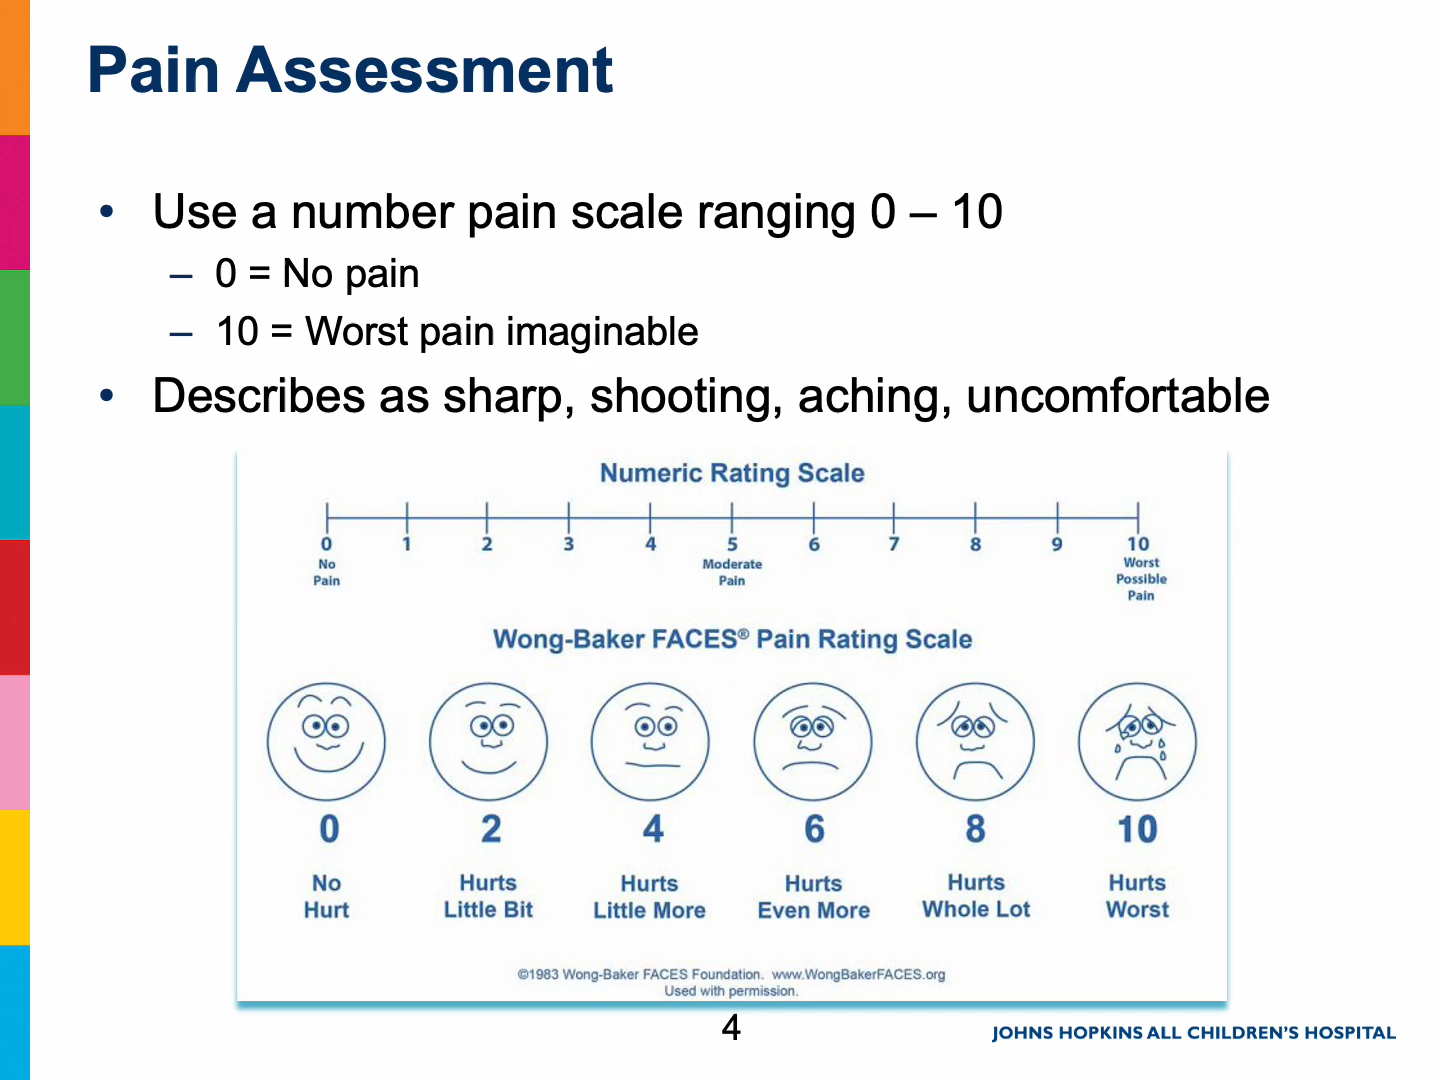 Pain Assessment
• Use a number pain scale ranging 0 – 10
– 0 = No pain
– 10 = Worst pain imaginable
• Describes as sharp, shooting, aching, uncomfortable
Numeric Rating Scale
0 1 2 3 4 5 6 7 8 9 10
No Pain
Moderate Pain
Worst Possible Pain
Wong-Baker FACES® Pain Rating Scale
0 2 4 6 8 10
No Hurt
Hurts Little Bit
Hurts Little More
Hurts Even More
Hurts Whole Lot
Hurts Worst
©1983 Wong-Baker FACES Foundation. www.WongBakerFACES.org
Used with permission.
4
JOHNS HOPKINS ALL CHILDREN'S HOSPITAL